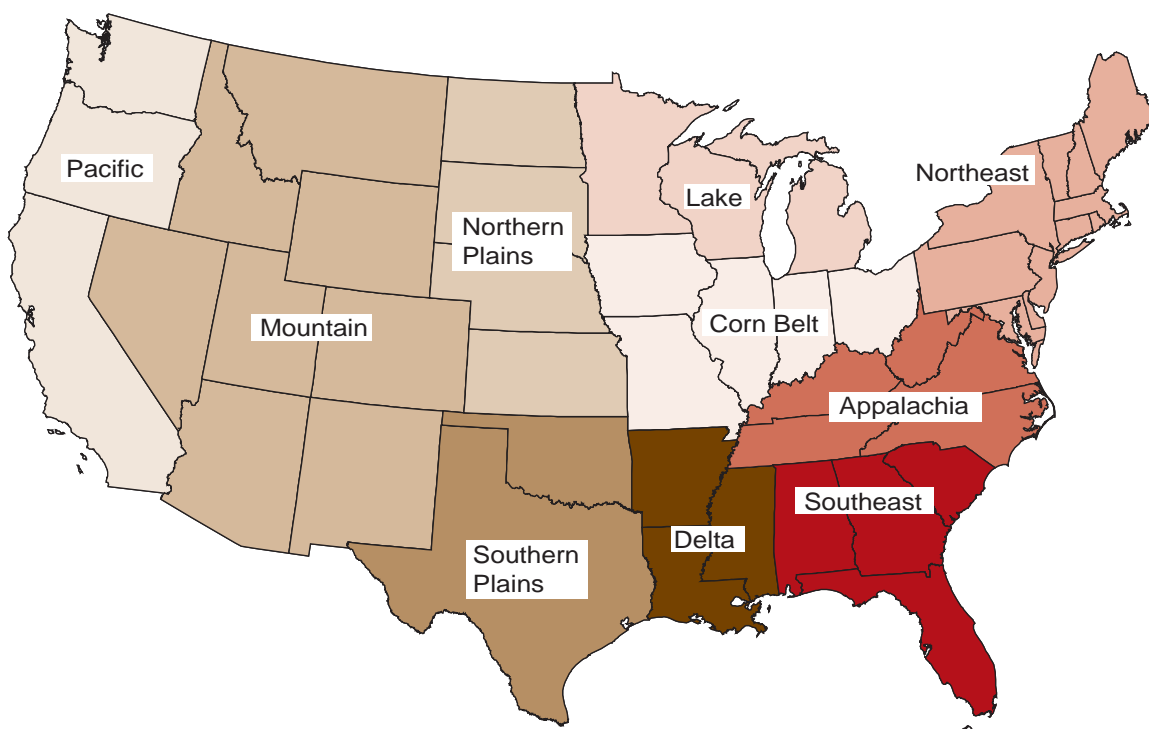 Pacific
Northeast
Lake
Northern
Plains
Mountain
Corn Belt
Appalachia
Southeast
Delta
Southern
Plains